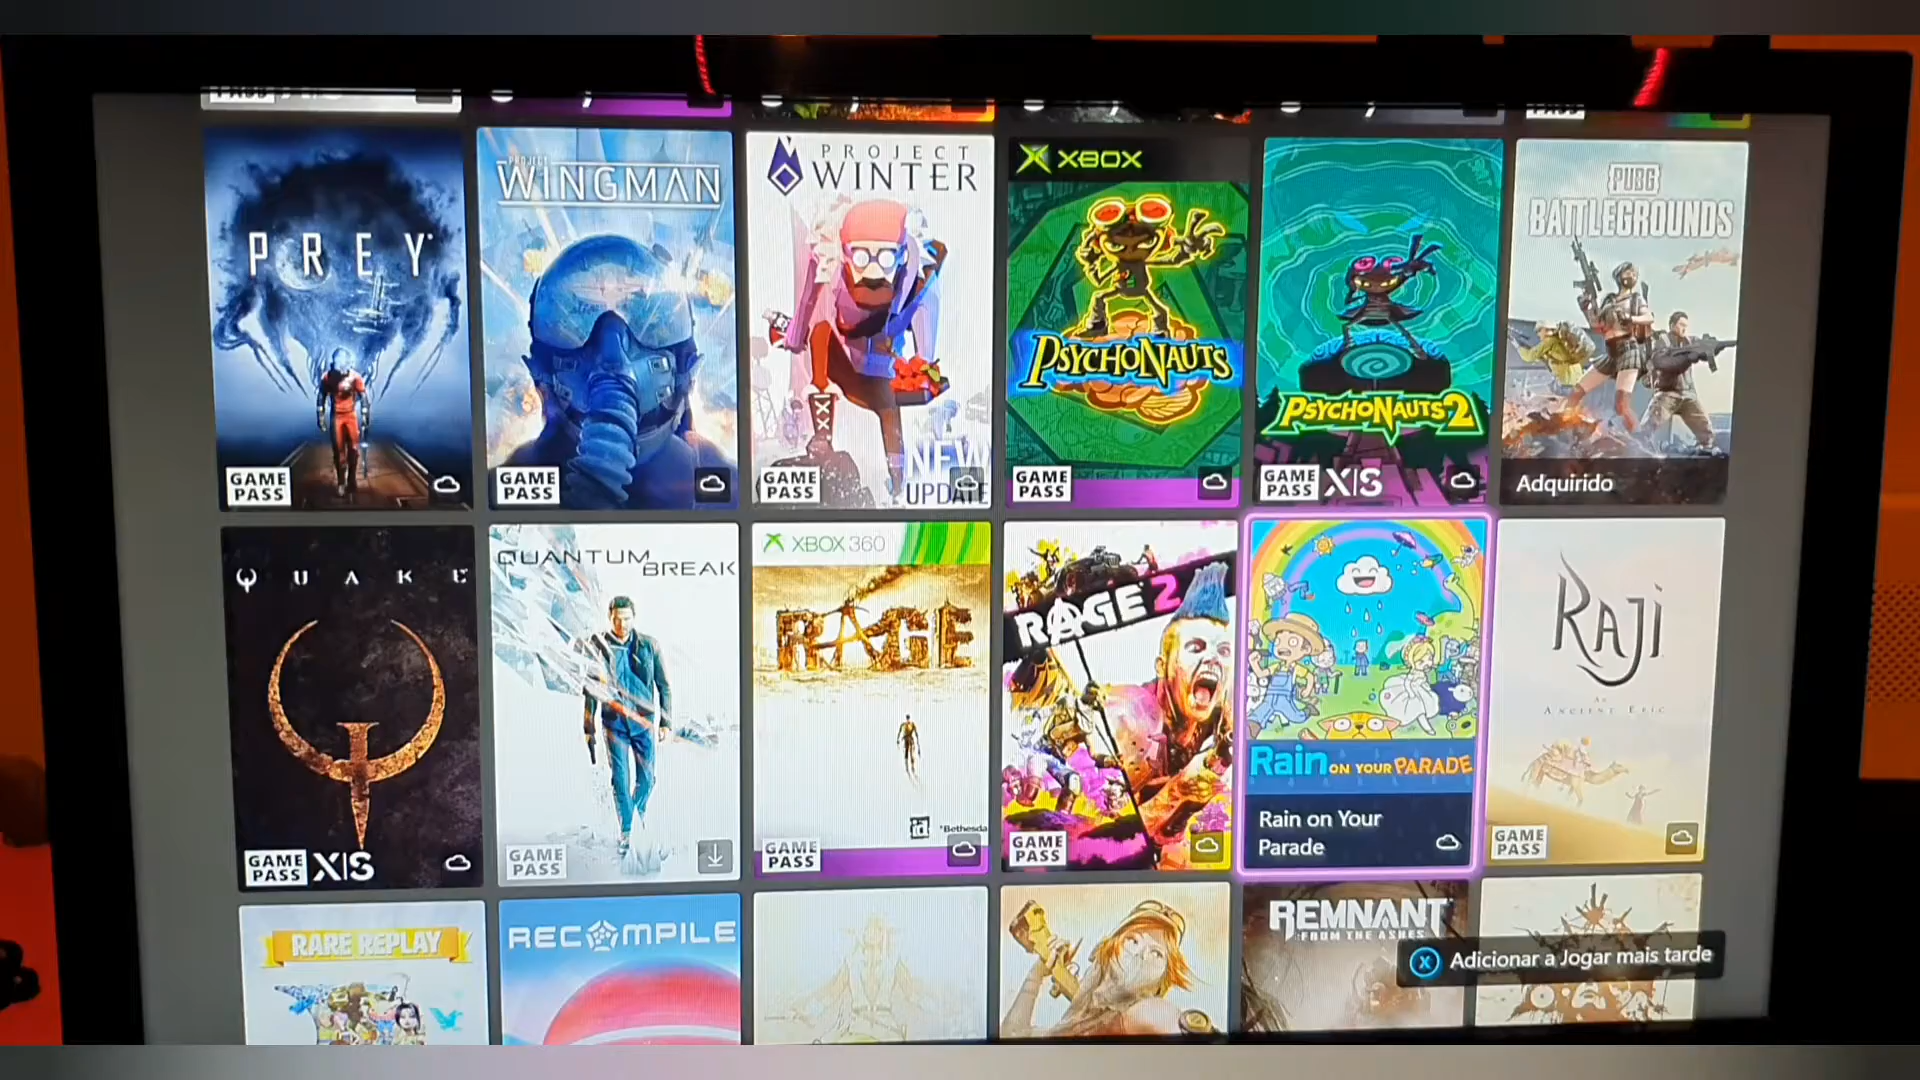 PREY
PROJECT
WINGMAN
PROJECT
WINTER
XBOX
PSYCHONAUTS
PSYCHONAUTS 2
PUBG
BATTLEGROUNDS
GAME
PASS
GAME
PASS
GAME
PASS
NEW
UPDATE
GAME
PASS
GAME
PASS
X|S
Adquirido
QUAKE
QUANTUM
BREAK
XBOX 360
RAGE
RAGE 2
Rain ON YOUR PARADE
Rain on Your
Parade
RAJI
AN
ANCIENT EPIC
id
Bethesda
GAME
PASS
X|S
GAME
PASS
GAME
PASS
GAME
PASS
GAME
PASS
RARE REPLAY
RECOMPILE
REMNANT
FROM THE ASHES
X Adicionar a Jogar mais tarde